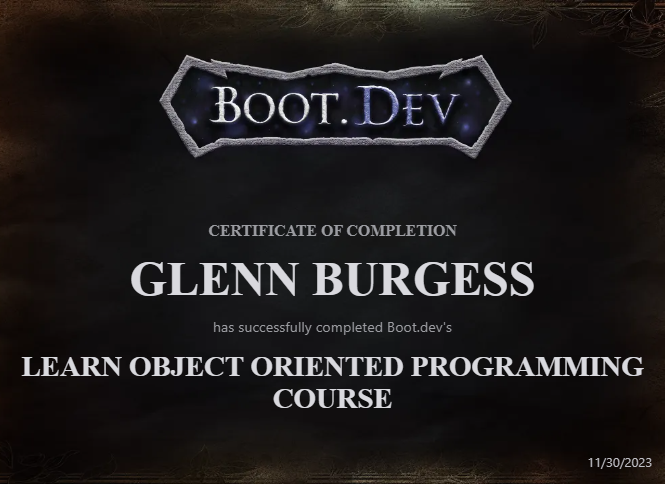 BOOT.DEV
CERTIFICATE OF COMPLETION
GLENN BURGESS
has successfully completed Boot.dev's
LEARN OBJECT ORIENTED PROGRAMMING
COURSE
11/30/2023